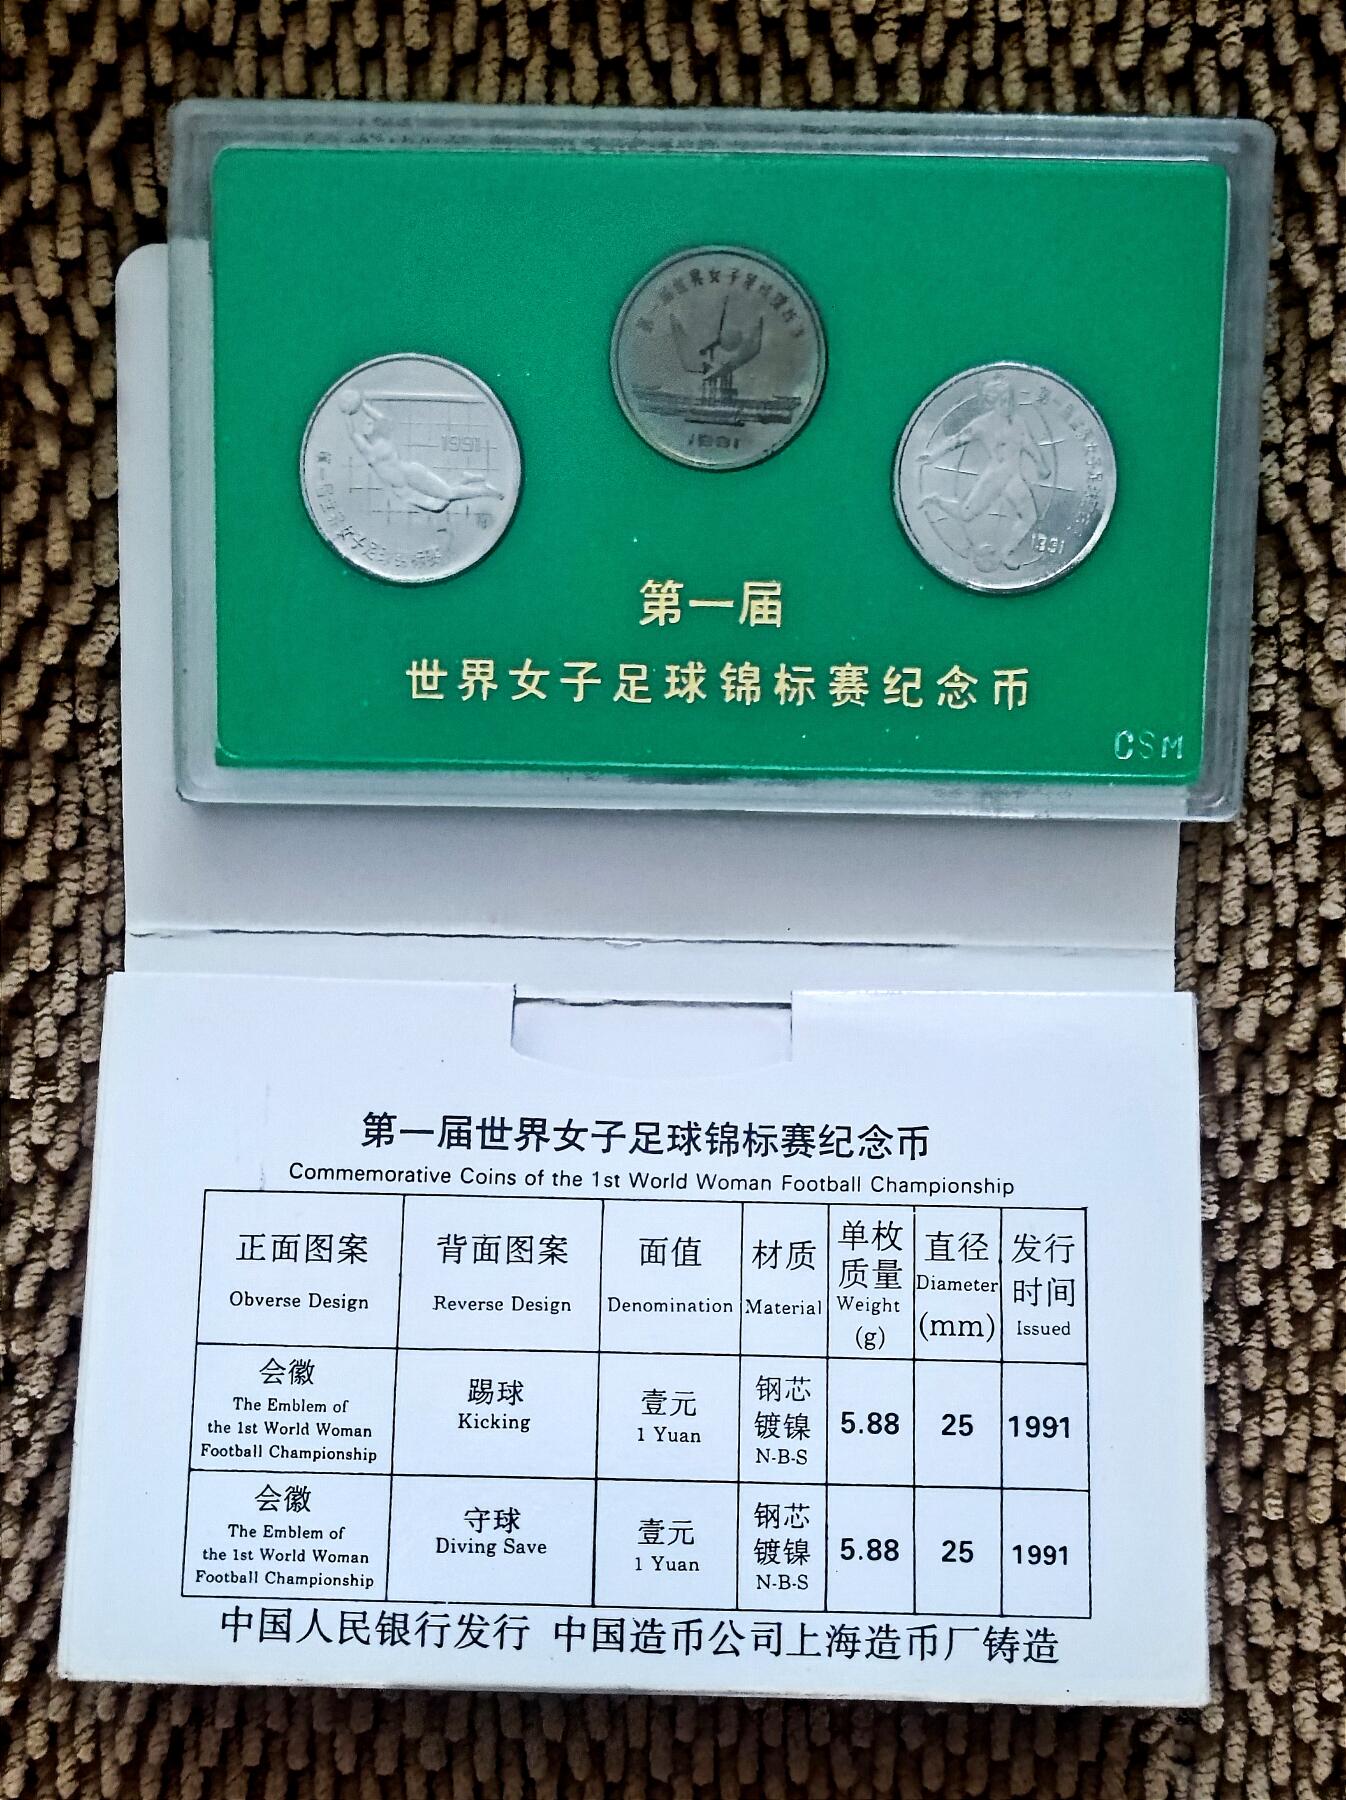 1991
1991
1991
第一届
世界女子足球锦标赛纪念币
CSM
第一届世界女子足球锦标赛纪念币
Commemorative Coins of the 1st World Woman Football Championship
正面图案 背面图案 面值 材质 单枚质量 直径 发行时间
Obverse Design Reverse Design Denomination Material Weight (g) Diameter (mm) Issued
会徽 踢球 壹元 钢芯镀镍 5.88 25 1991
The Emblem of the 1st World Woman Football Championship Kicking 1 Yuan N-B-S
会徽 守球 壹元 钢芯镀镍 5.88 25 1991
The Emblem of the 1st World Woman Football Championship Diving Save 1 Yuan N-B-S
中国人民银行发行 中国造币公司上海造币厂铸造